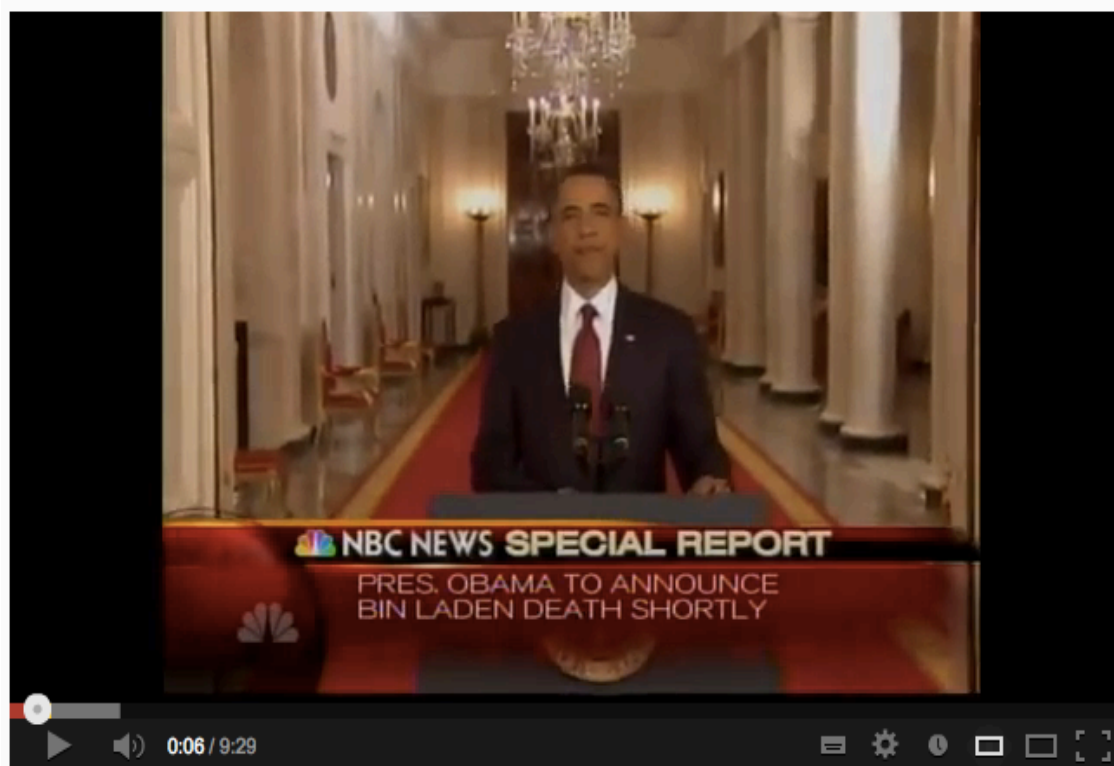 NBC NEWS SPECIAL REPORT
PRES. OBAMA TO ANNOUNCE
BIN LADEN DEATH SHORTLY
0:06 / 9:29